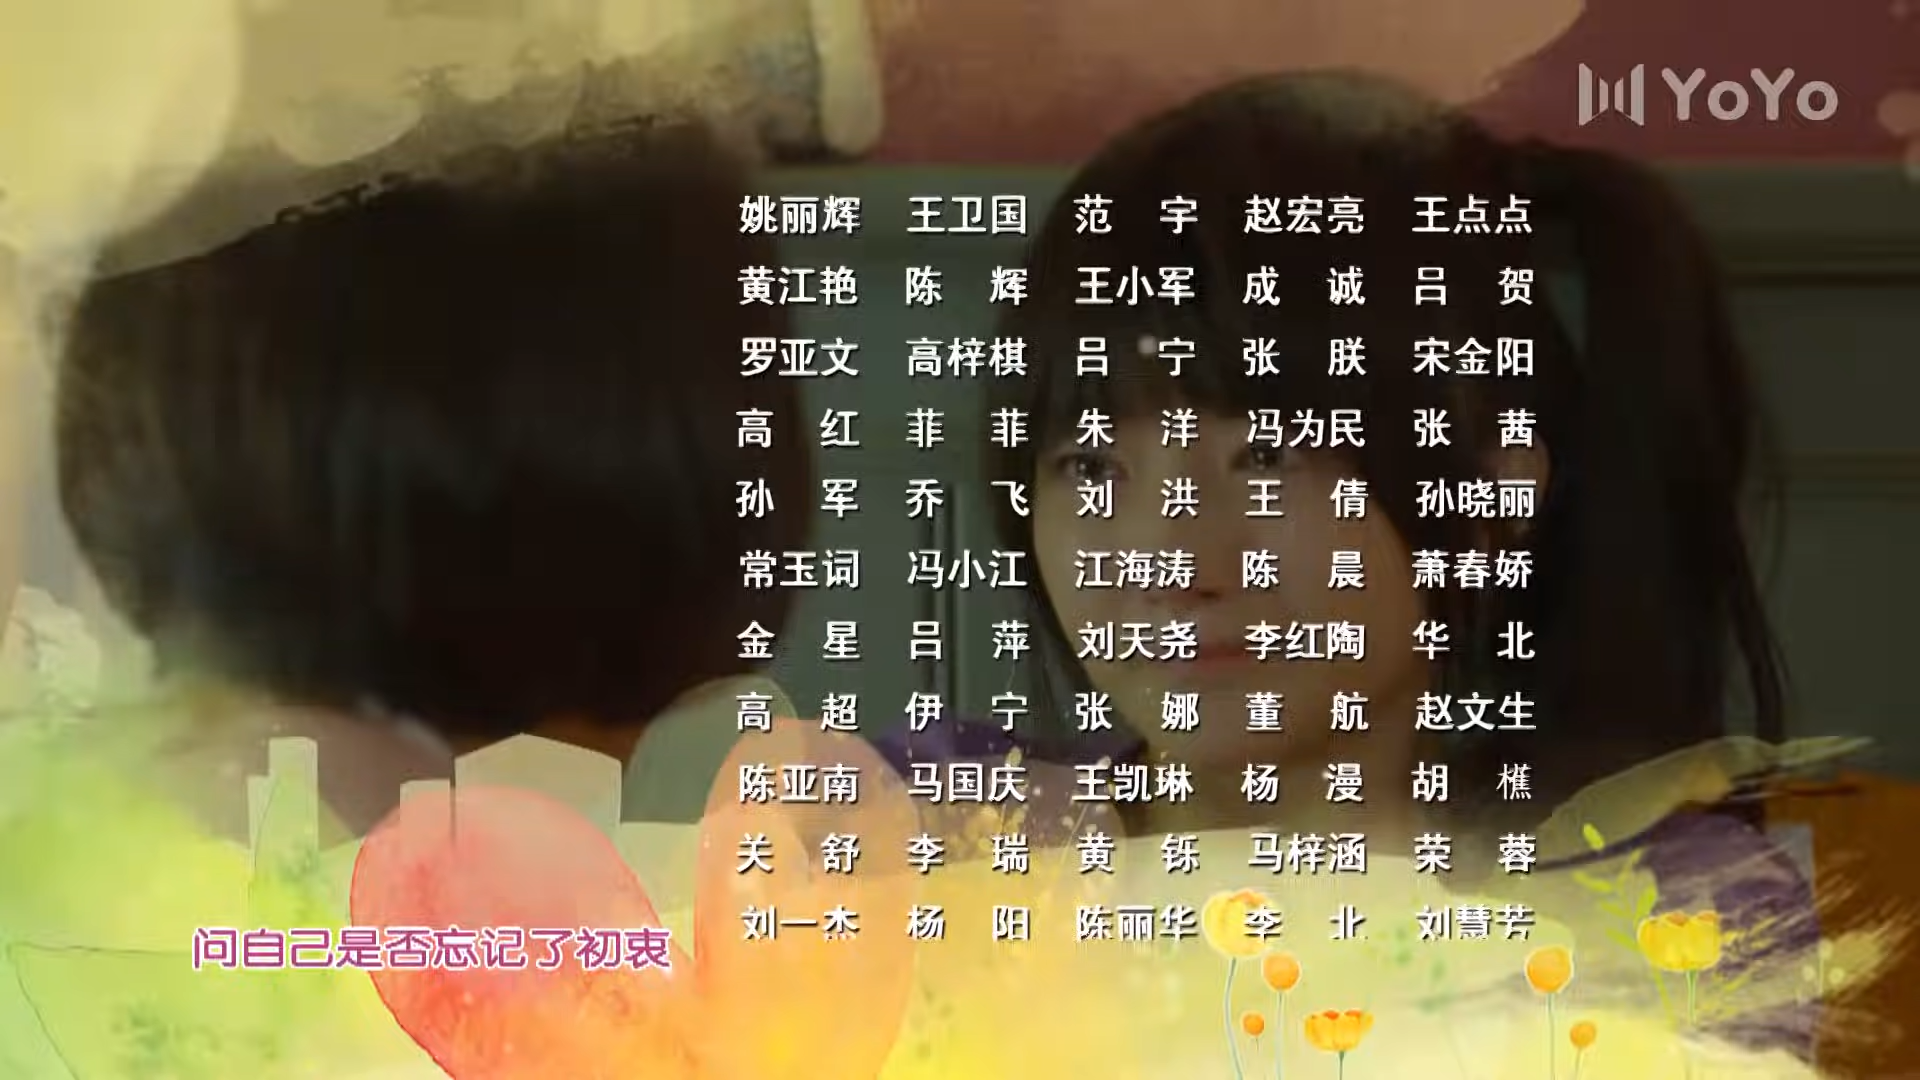 YoYo
姚丽辉 王卫国 范 宇 赵宏亮 王点点
黄江艳 陈 辉 王小军 成 诚 吕 贺
罗亚文 高梓棋 吕 宁 张 朕 宋金阳
高 红 菲 菲 朱 洋 冯为民 张 茜
孙 军 乔 飞 刘 洪 王 倩 孙晓丽
常玉词 冯小江 江海涛 陈 晨 萧春娇
金 星 吕 萍 刘天尧 李红陶 华 北
高 超 伊 宁 张 娜 董 航 赵文生
陈亚南 马国庆 王凯琳 杨 漫 胡 樵
关 舒 李 瑞 黄 铄 马梓涵 荣 蓉
刘一杰 杨 阳 陈丽华 李 北 刘慧芳
问自己是否忘记了初衷